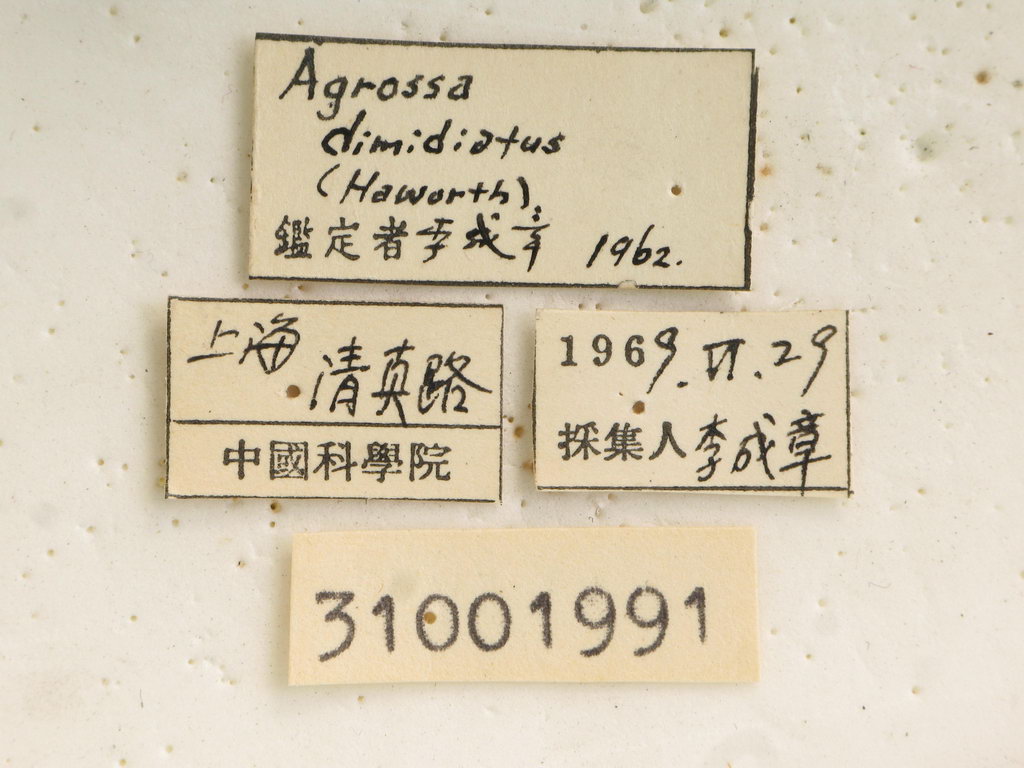 Agrossa
dimidiatus
(Haworth).
鑑定者李成章 1962.
上海 清真路
中國科學院
1969. VI. 29
採集人李成章
31001991